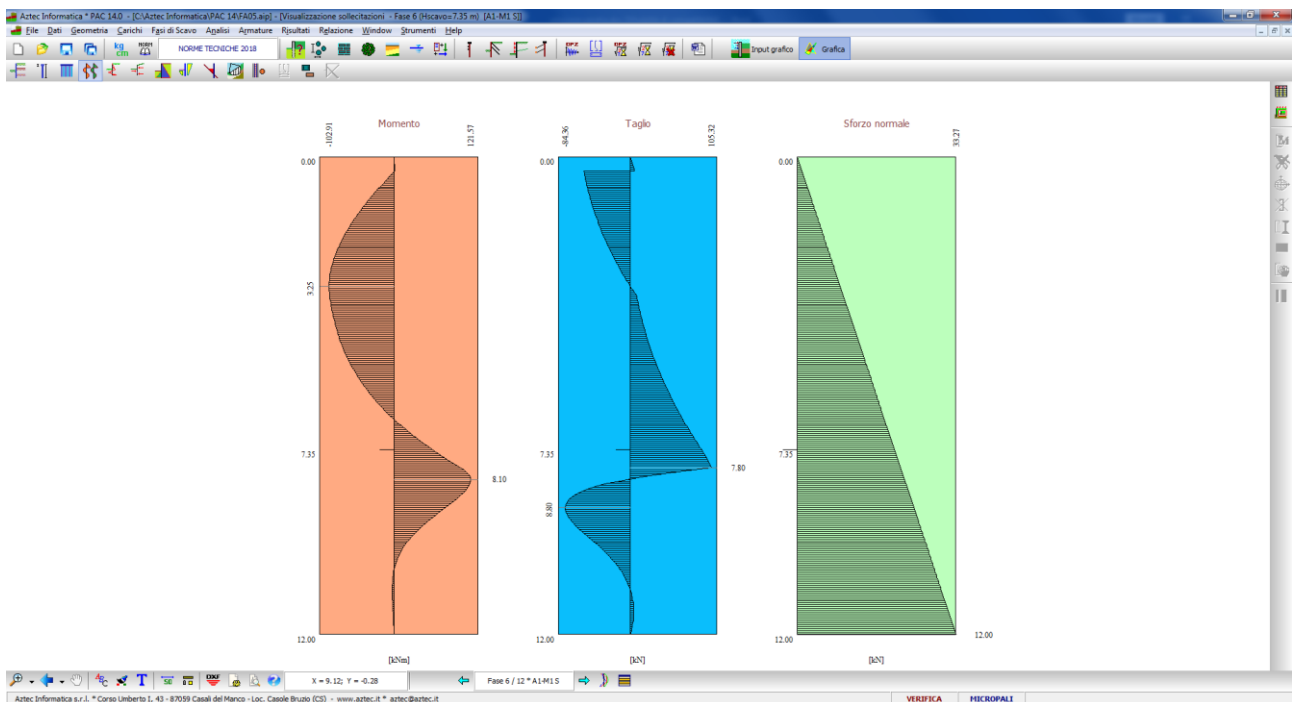 Aztec Informatica * PAC 14.0 - [C:\Aztec Informatica\PAC 14\FA05.aip] - [Visualizzazione sollecitazioni - Fase 6 (Hscavo=7.35 m) [A1-M1 S]]
File Dati Geometria Carichi Fasi di Scavo Analisi Armature Risultati Relazione Window Strumenti Help
kg cm NORME TECNICHE 2018 Input grafico Grafica
Momento Taglio Sforzo normale
-102.91 121.57 -84.36 105.32 33.27
0.00 0.00 0.00
3.25
7.35 7.35 7.35
7.80
8.10
8.80
12.00 12.00 12.00 12.00
[kNm] [kN] [kN]
T DXF X = 9.12; Y = -0.28 Fase 6 / 12 * A1-M1 S
Aztec Informatica s.r.l. * Corso Umberto I, 43 - 87059 Casali del Manco - Loc. Casole Bruzio (CS) - www.aztec.it * aztec@aztec.it VERIFICA MICROPALI